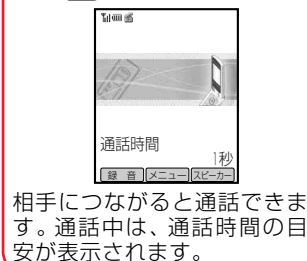 通話時間
1秒
録 音 メニュー スピーカー
相手につながると通話できま
す。通話中は、通話時間の目
安が表示されます。